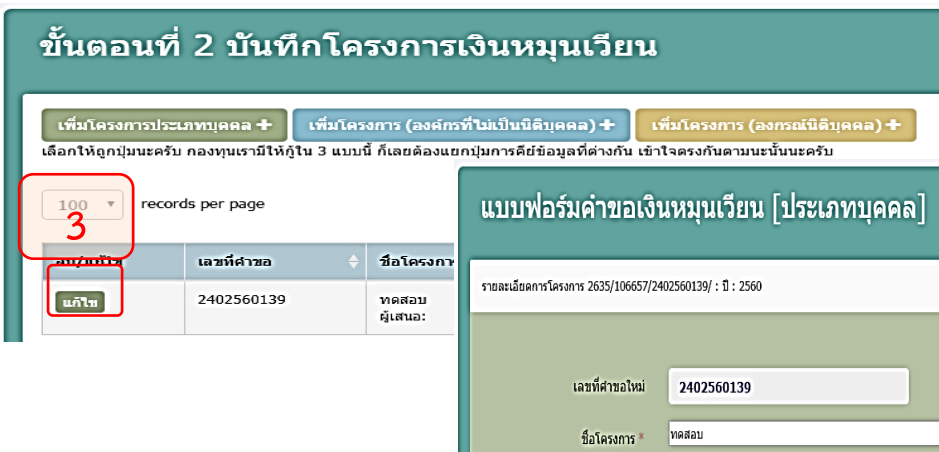 ขั้นตอนที่ 2 บันทึกโครงการเงินหมุนเวียน
เพิ่มโครงการประเภทบุคคล + เพิ่มโครงการ (องค์กรที่ไม่เป็นนิติบุคคล) + เพิ่มโครงการ (องกรณ์นิติบุคคล) +
เลือกให้ถูกปุ่มนะครับ กองทุนเรามีให้กู้ใน 3 แบบนี้ ก็เลยต้องแยกปุ่มการคีย์ข้อมูลที่ต่างกัน เข้าใจตรงกันตามนะนั้นนะครับ
100 records per page
3
ลบ/แก้ไข เลขที่คำขอ ชื่อโครงการ
แก้ไข 2402560139 ทดสอบ
ผู้เสนอ:
แบบฟอร์มคำขอเงินหมุนเวียน [ประเภทบุคคล]
รายละเอียดการโครงการ 2635/106657/2402560139/ : ปี : 2560
เลขที่คำขอใหม่ 2402560139
ชื่อโครงการ * ทดสอบ